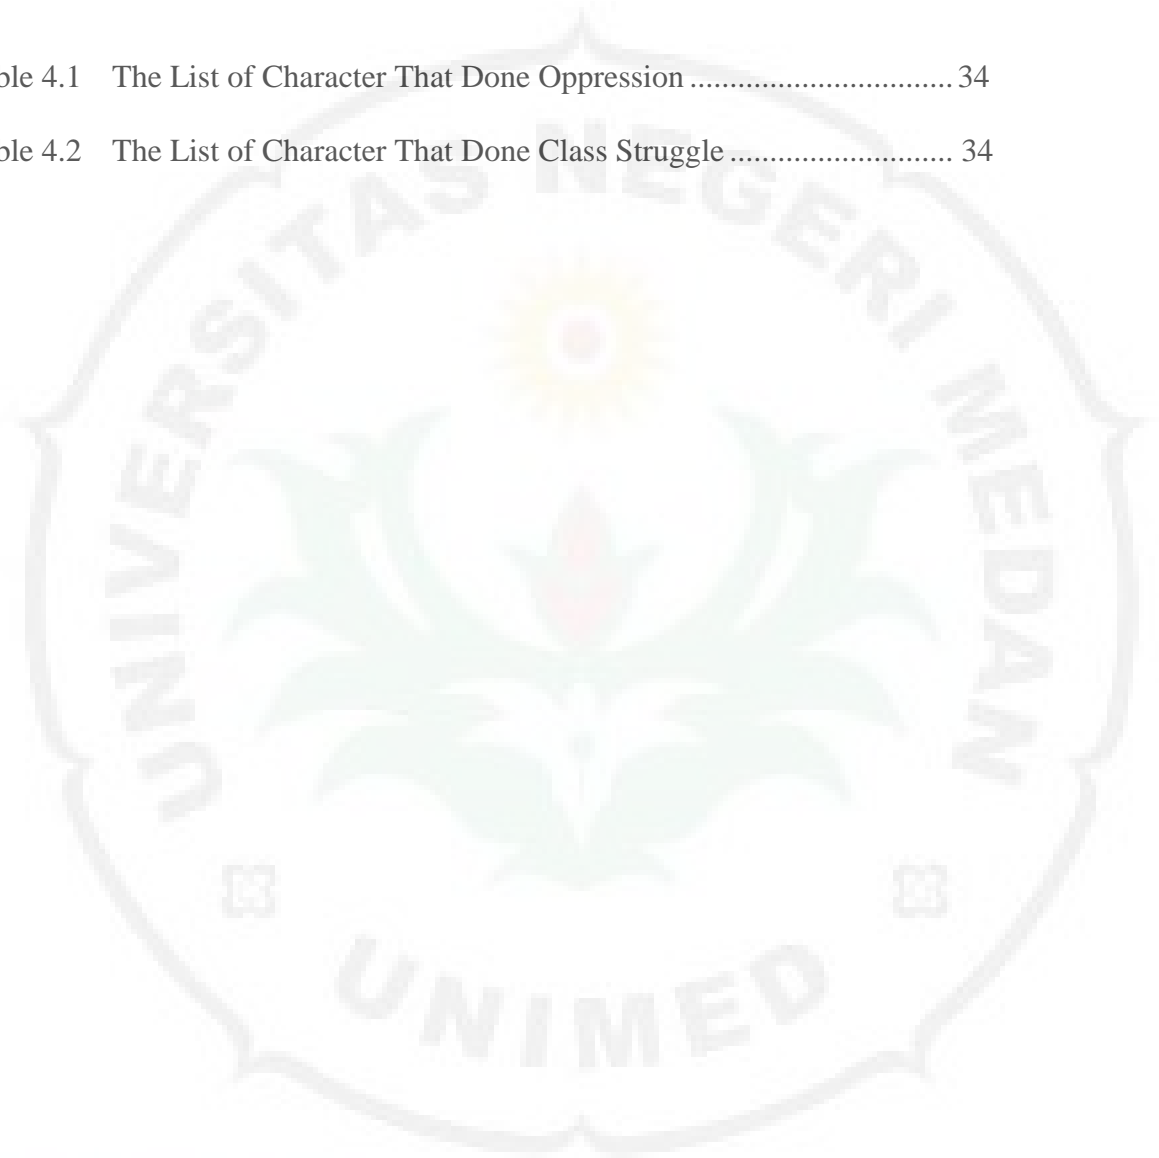 ble 4.1 The List of Character That Done Oppression ............................. 34
ble 4.2 The List of Character That Done Class Struggle ........................... 34
UNIVERSITAS NEGERI MEDAN
UNIMED